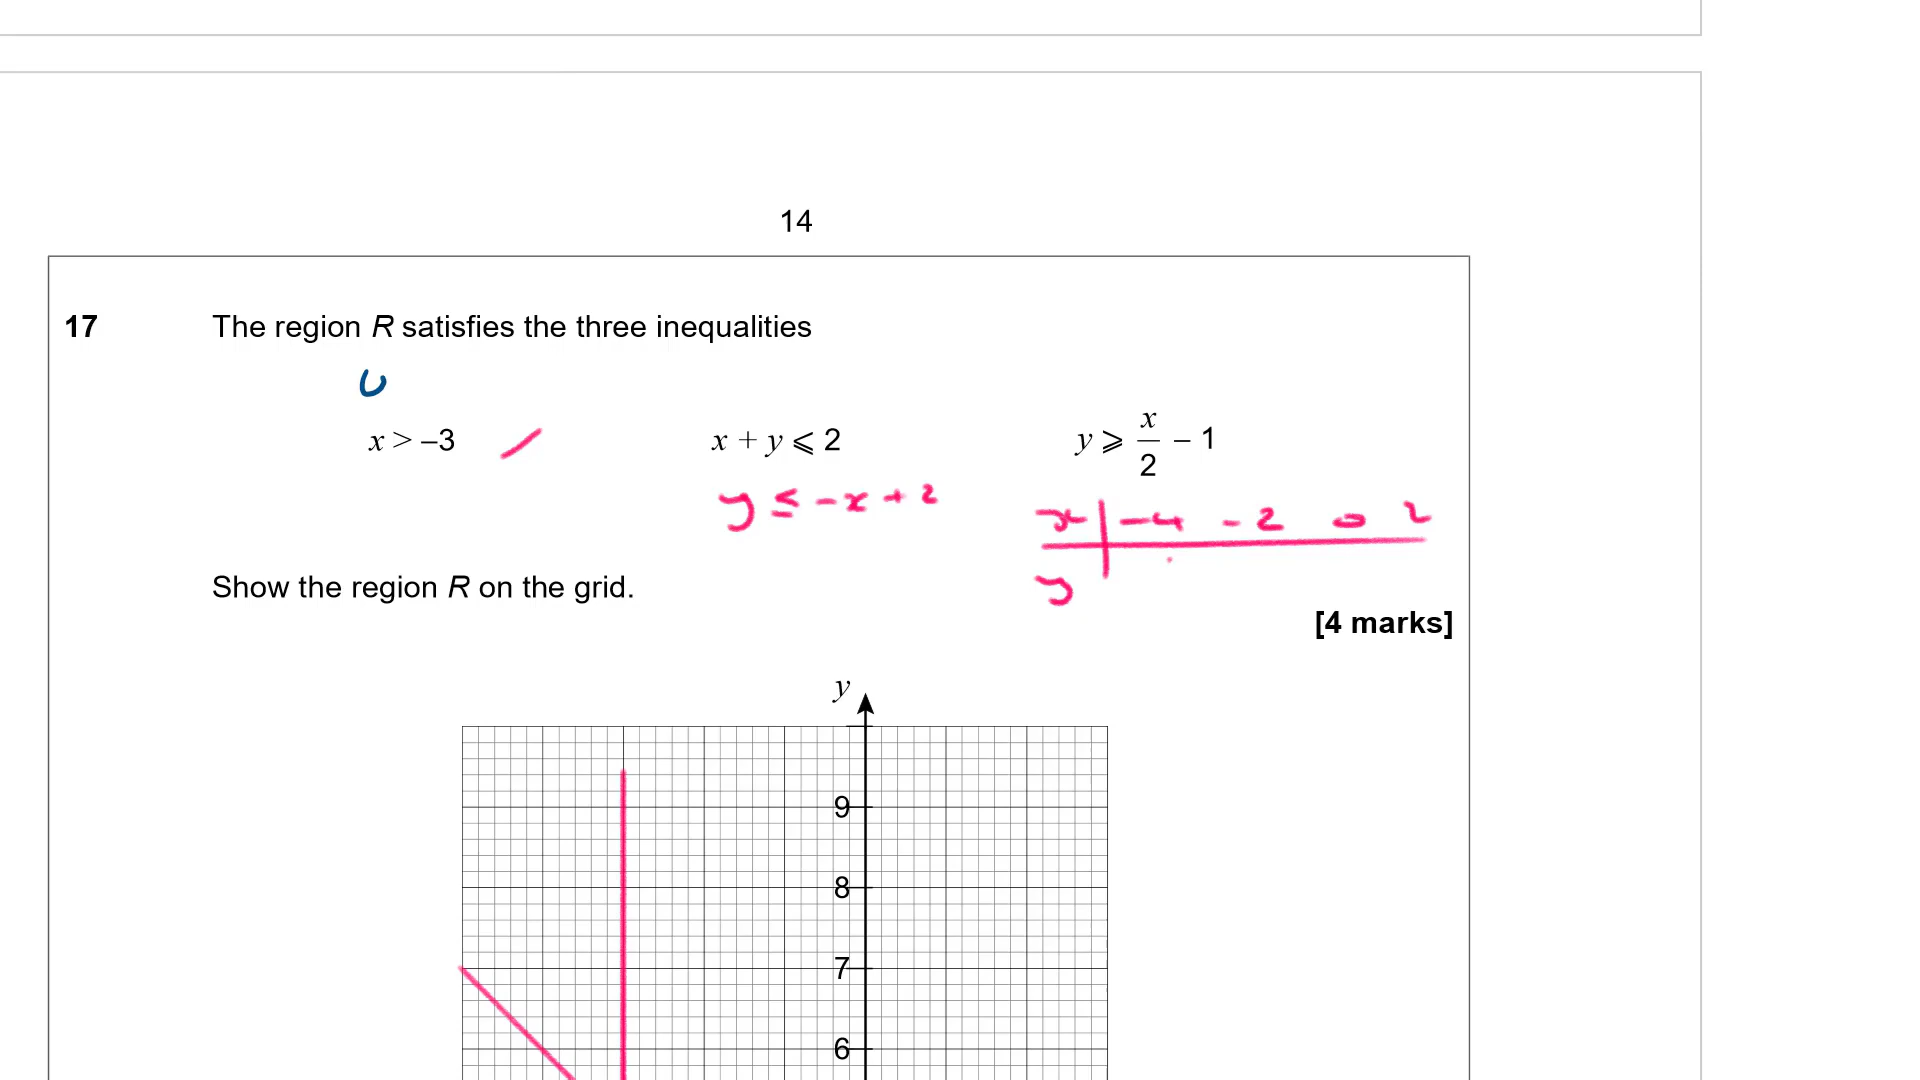 14
17 The region R satisfies the three inequalities
x > –3 x + y ⩽ 2 y ⩾ x/2 – 1
y ≤ -x + 2
x -4 -2 0 2
y
Show the region R on the grid.
[4 marks]
y
9
8
7
6